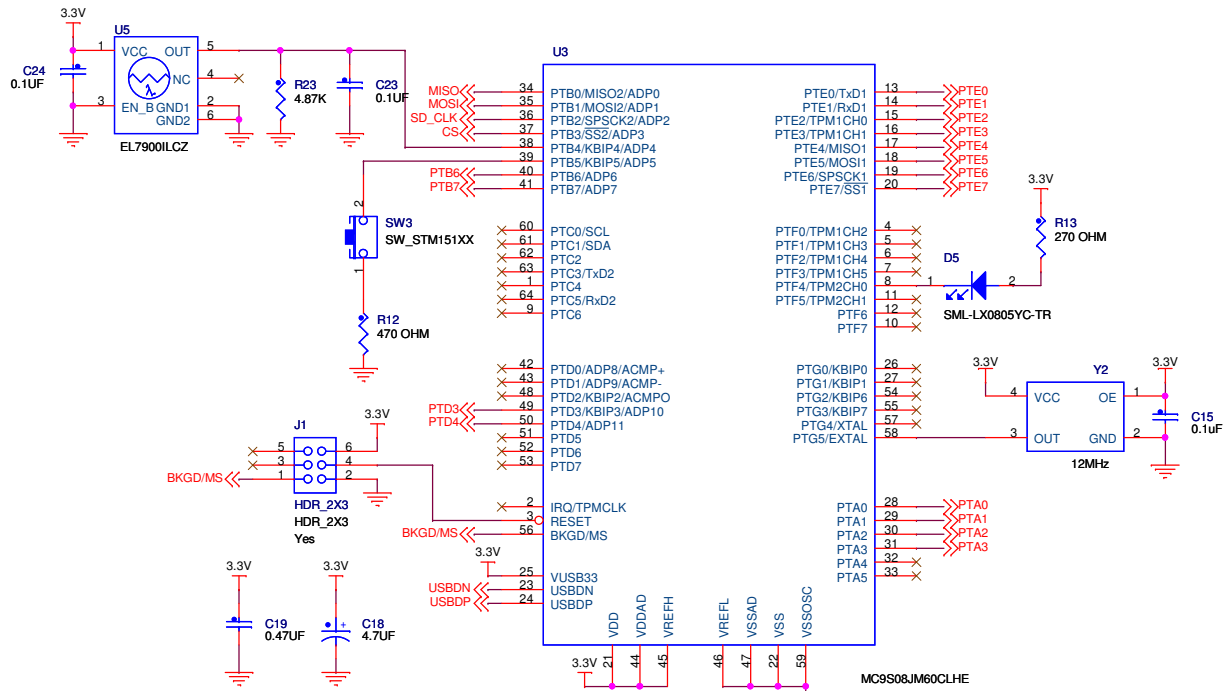 3.3V
U5
C24
0.1UF
1 VCC OUT 5
NC 4
3 EN_B GND1 2
GND2 6
EL7900ILCZ
R23
4.87K
C23
0.1UF
U3
MISO 34 PTB0/MISO2/ADP0
MOSI 35 PTB1/MOSI2/ADP1
SD_CLK 36 PTB2/SPSCK2/ADP2
CS 37 PTB3/SS2/ADP3
38 PTB4/KBIP4/ADP4
39 PTB5/KBIP5/ADP5
PTB6 40 PTB6/ADP6
PTB7 41 PTB7/ADP7
PTE0/TxD1 13 PTE0
PTE1/RxD1 14 PTE1
PTE2/TPM1CH0 15 PTE2
PTE3/TPM1CH1 16 PTE3
PTE4/MISO1 17 PTE4
PTE5/MOSI1 18 PTE5
PTE6/SPSCK1 19 PTE6
PTE7/SS1 20 PTE7
2
SW3
SW_STM151XX
1
R12
470 OHM
60 PTC0/SCL
61 PTC1/SDA
62 PTC2
63 PTC3/TxD2
1 PTC4
64 PTC5/RxD2
9 PTC6
PTF0/TPM1CH2 4
PTF1/TPM1CH3 5
PTF2/TPM1CH4 6
PTF3/TPM1CH5 7
PTF4/TPM2CH0 8
PTF5/TPM2CH1 11
PTF6 12
PTF7 10
3.3V
R13
270 OHM
D5
1 2
SML-LX0805YC-TR
42 PTD0/ADP8/ACMP+
43 PTD1/ADP9/ACMP-
48 PTD2/KBIP2/ACMPO
PTD3 49 PTD3/KBIP3/ADP10
PTD4 50 PTD4/ADP11
51 PTD5
52 PTD6
53 PTD7
PTG0/KBIP0 26
PTG1/KBIP1 27
PTG2/KBIP6 54
PTG3/KBIP7 55
PTG4/XTAL 57
PTG5/EXTAL 58
3.3V
Y2
3.3V
4 VCC OE 1
3 OUT GND 2
12MHz
C15
0.1uF
J1
3.3V
5 6
3 4
BKGD/MS 1 2
HDR_2X3
HDR_2X3
Yes
2 IRQ/TPMCLK
3 RESET
BKGD/MS 56 BKGD/MS
PTA0 28 PTA0
PTA1 29 PTA1
PTA2 30 PTA2
PTA3 31 PTA3
PTA4 32
PTA5 33
3.3V
25 VUSB33
USBDN 23 USBDN
USBDP 24 USBDP
3.3V
C19
0.47UF
3.3V
+
C18
4.7UF
VDD
VDDAD
VREFH
VREFL
VSSAD
VSS
VSSOSC
3.3V
21
44
45
46
47
22
59
MC9S08JM60CLHE